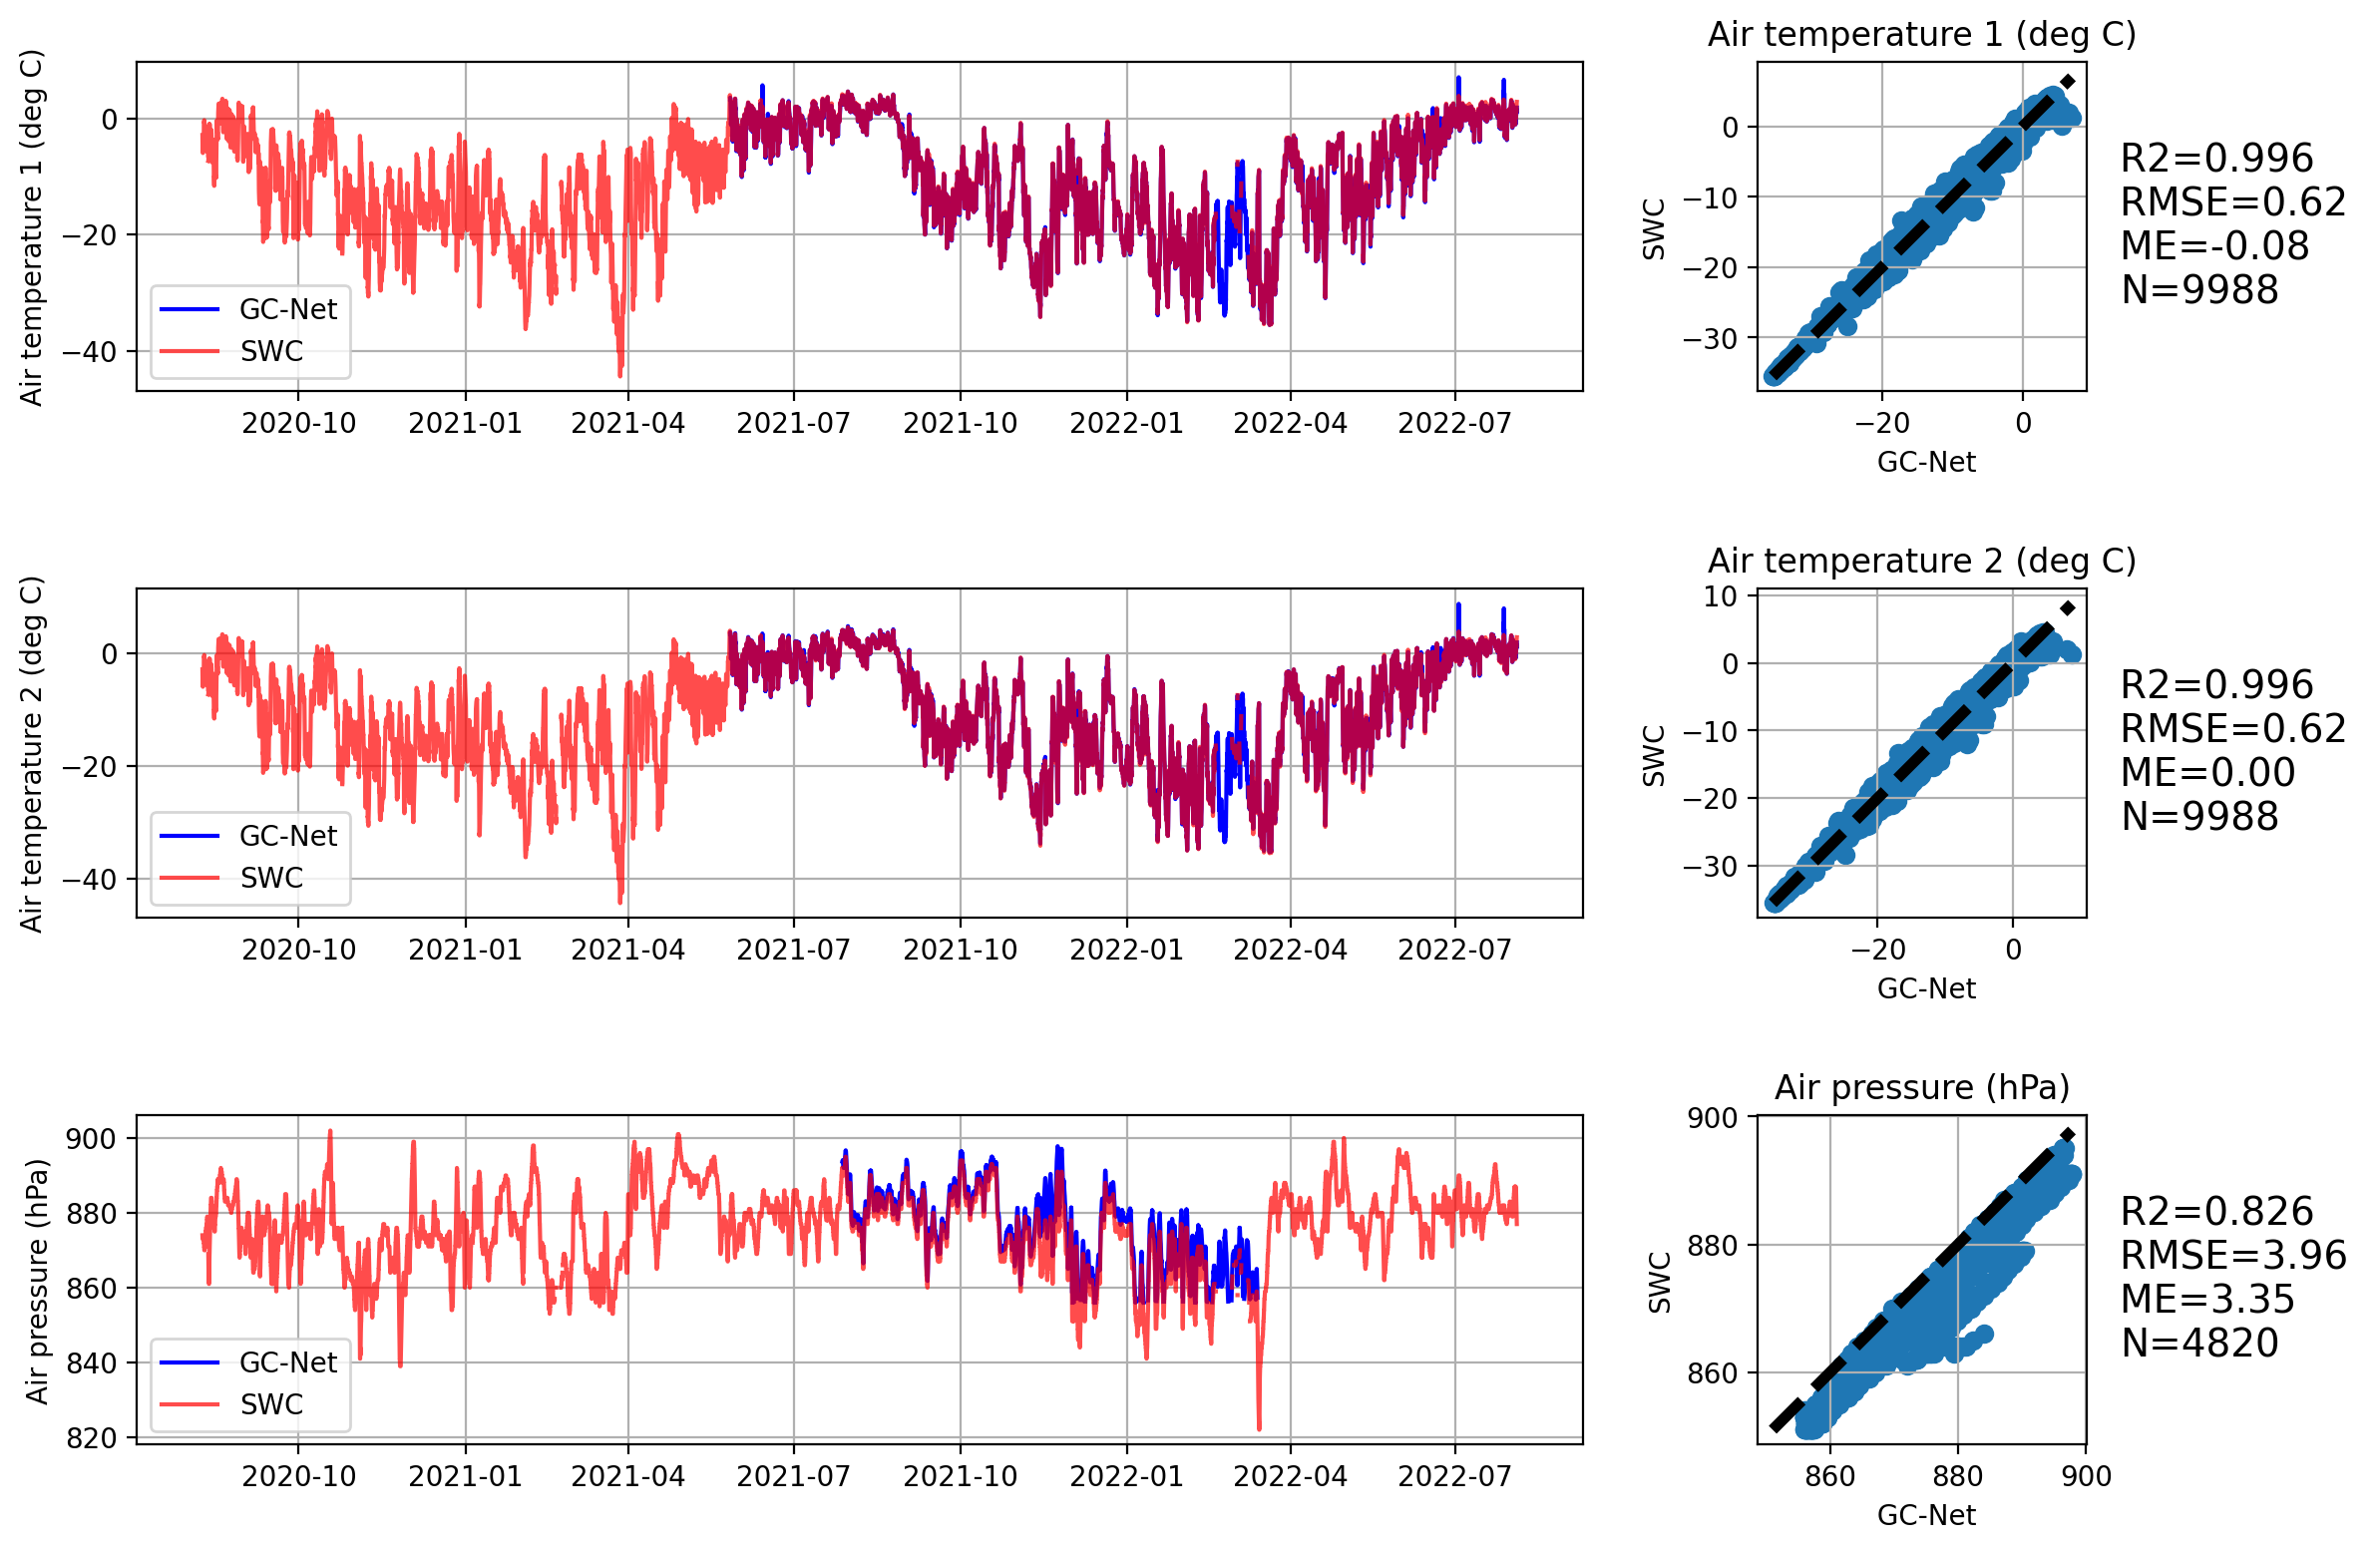 Air temperature 1 (deg C)
Air temperature 1 (deg C)
0
−20
−40
GC-Net
SWC
2020-10 2021-01 2021-04 2021-07 2021-10 2022-01 2022-04 2022-07
SWC
0
−10
−20
−30
−20 0
GC-Net
R2=0.996
RMSE=0.62
ME=-0.08
N=9988
Air temperature 2 (deg C)
Air temperature 2 (deg C)
0
−20
−40
GC-Net
SWC
2020-10 2021-01 2021-04 2021-07 2021-10 2022-01 2022-04 2022-07
SWC
10
0
−10
−20
−30
−20 0
GC-Net
R2=0.996
RMSE=0.62
ME=0.00
N=9988
Air pressure (hPa)
Air pressure (hPa)
900
880
860
840
820
GC-Net
SWC
2020-10 2021-01 2021-04 2021-07 2021-10 2022-01 2022-04 2022-07
SWC
900
880
860
860 880 900
GC-Net
R2=0.826
RMSE=3.96
ME=3.35
N=4820